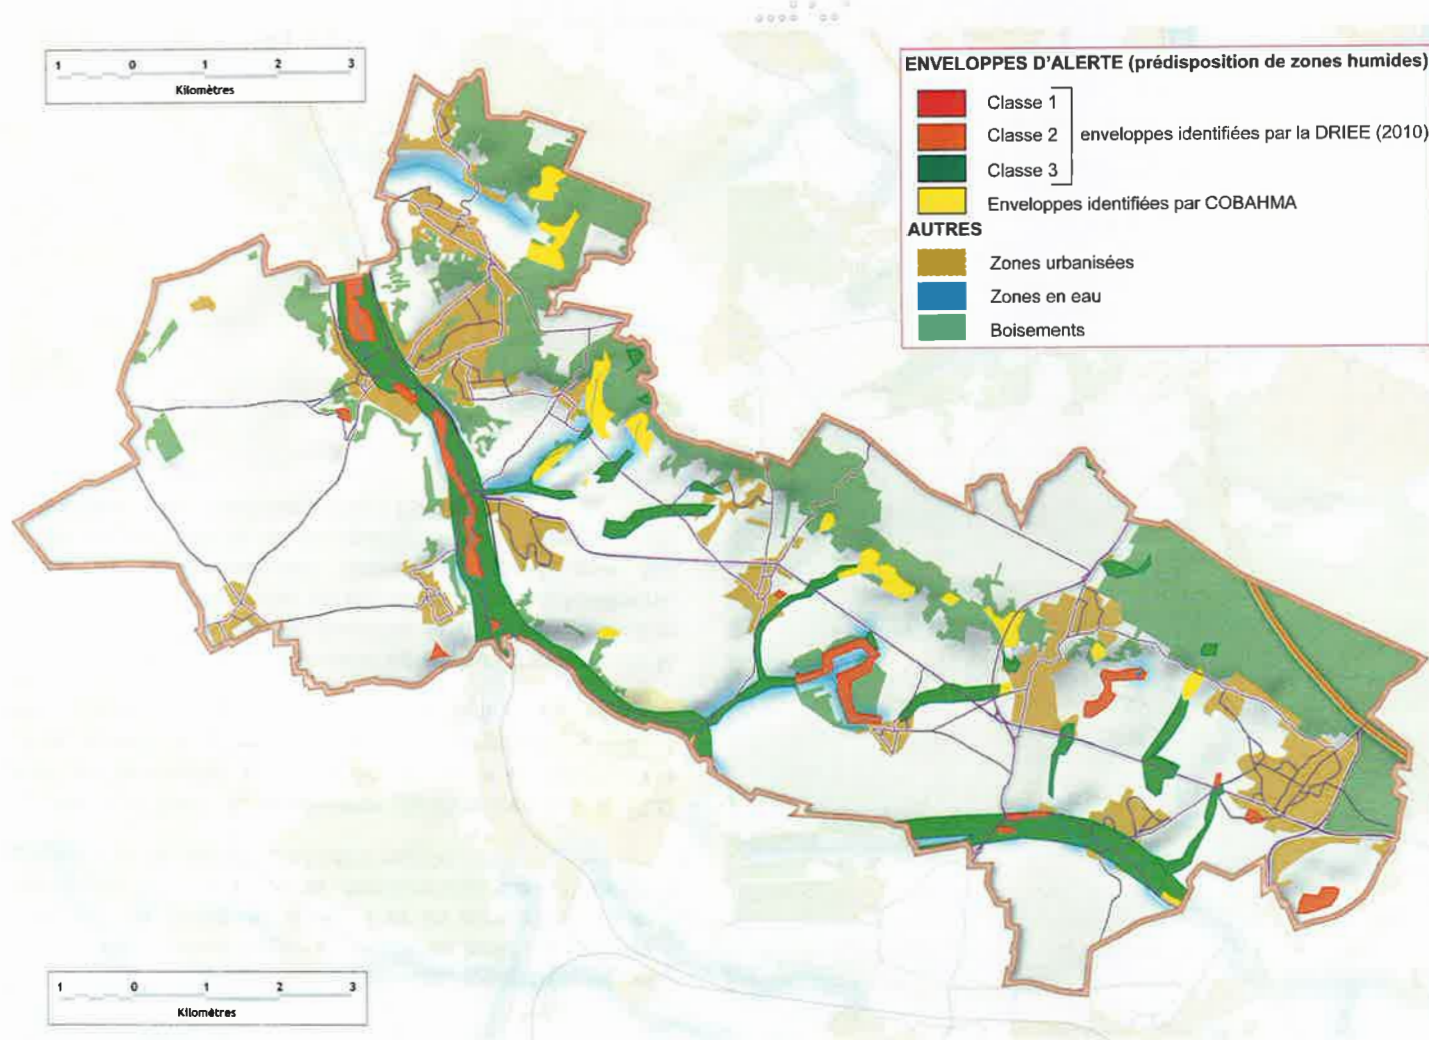 1 0 1 2 3
Kilomètres
ENVELOPPES D'ALERTE (prédisposition de zones humides)
Classe 1
Classe 2
enveloppes identifiées par la DRIEE (2010)
Classe 3
Enveloppes identifiées par COBAHMA
AUTRES
Zones urbanisées
Zones en eau
Boisements
1 0 1 2 3
Kilomètres